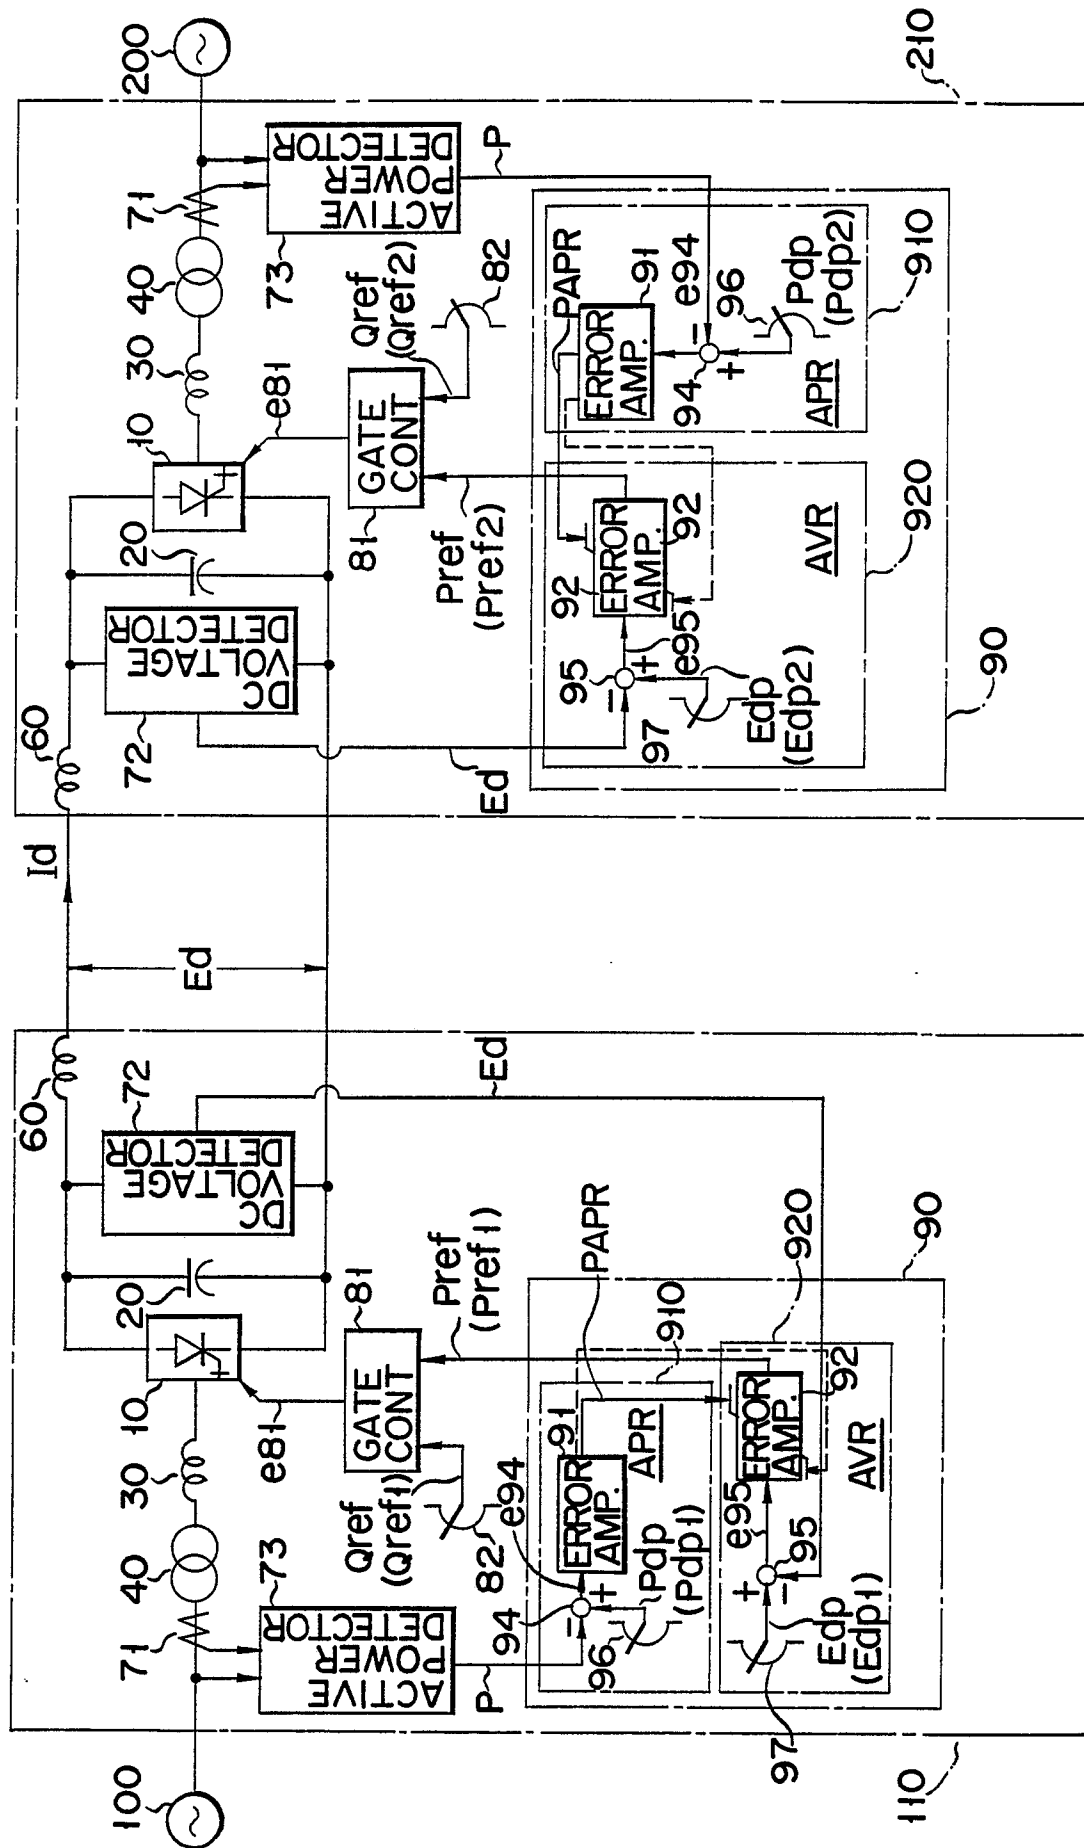 100
71
40
30
10
20
60
Id
60
20
10
30
40
71
200
72
DC
VOLTAGE
DETECTOR
Ed
72
DC
VOLTAGE
DETECTOR
73
ACTIVE
POWER
DETECTOR
e81
81
GATE
CONT
Pref
(Pref1)
Ed
Qref
(Qref1)
82
P
e81
81
GATE
CONT
Qref
(Qref2)
82
73
ACTIVE
POWER
DETECTOR
P
Pref
(Pref2)
Ed
94
−
+
e94
91
ERROR
AMP.
96
Pdp
(Pdp1)
APR
910
PAPR
920
90
+
−
95
e95
ERROR
AMP.
92
AVR
Edp
(Edp1)
97
110
95
−
+
e95
92
ERROR
AMP.
92
97
Edp
(Edp2)
AVR
920
PAPR
91
ERROR
AMP.
e94
94
−
+
96
Pdp
(Pdp2)
APR
910
90
210